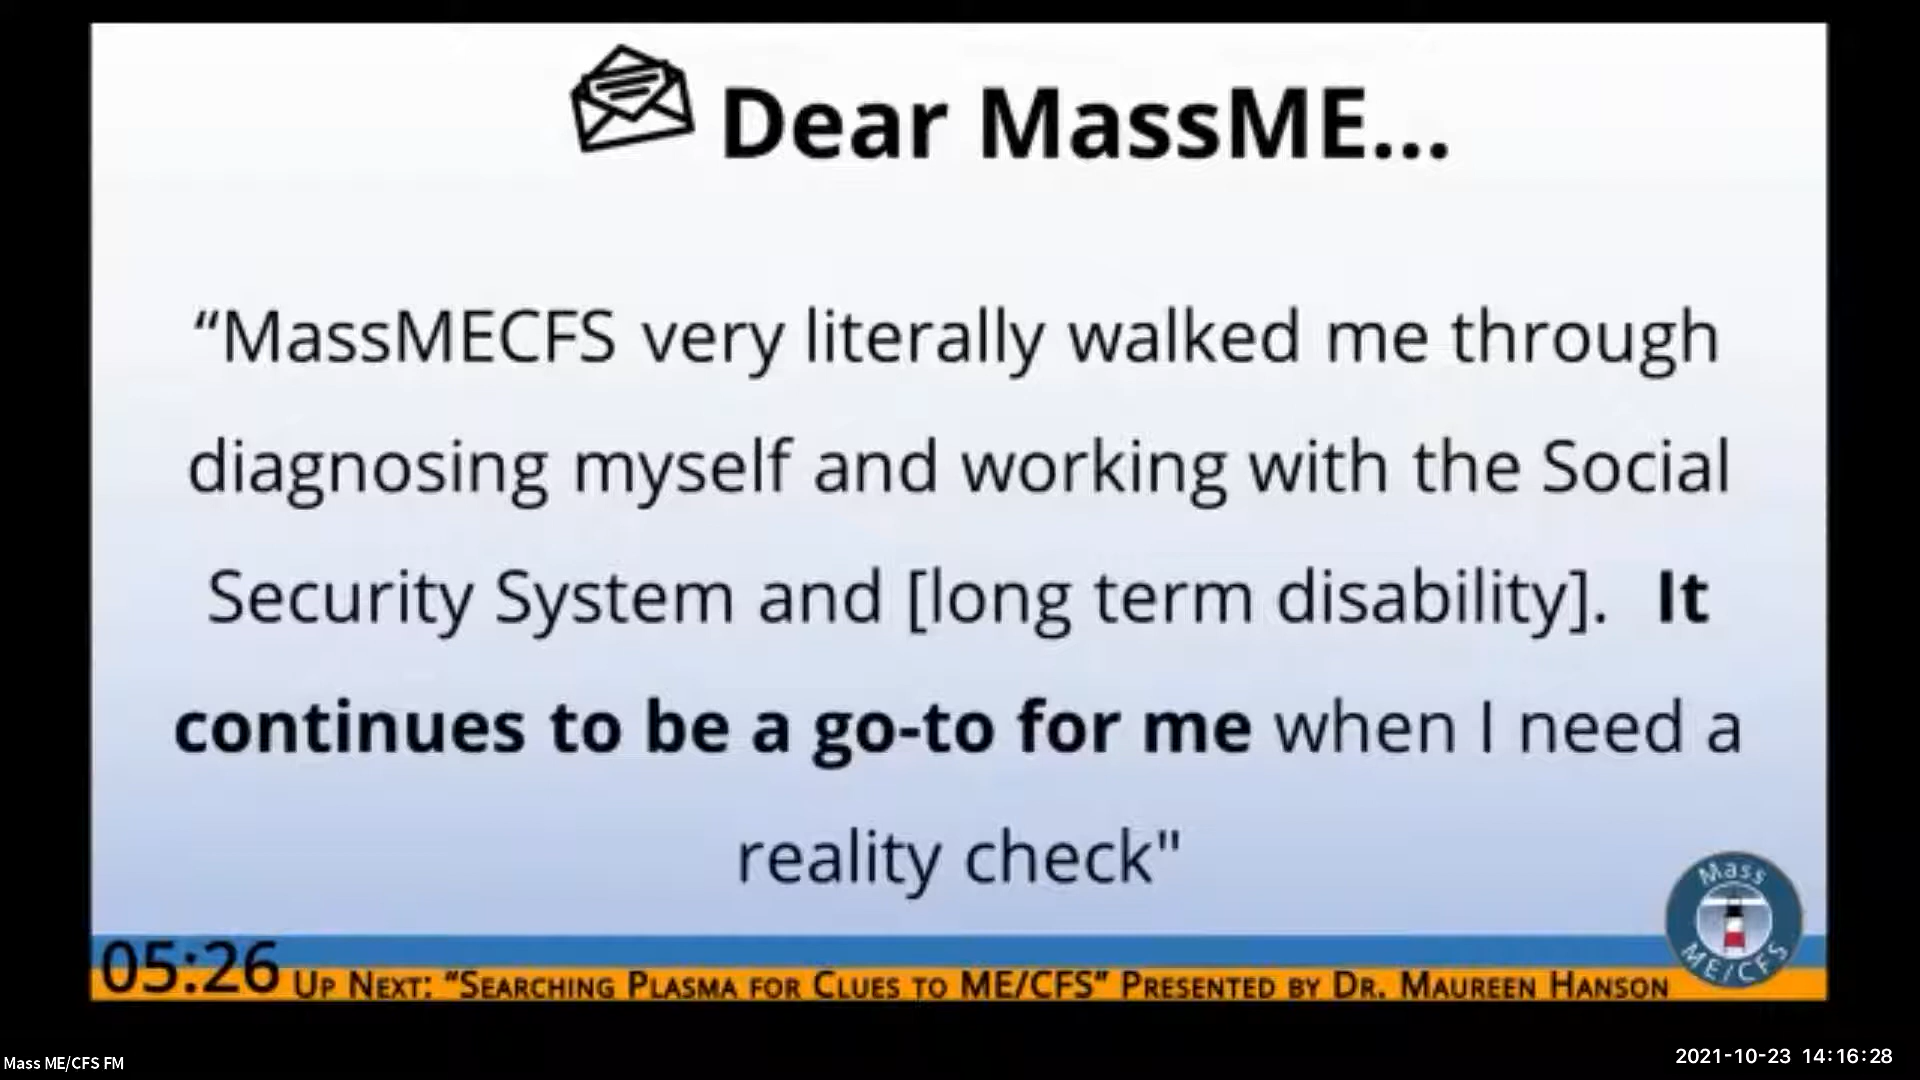 Dear MassME...
“MassMECFS very literally walked me through
diagnosing myself and working with the Social
Security System and [long term disability].  It
continues to be a go-to for me when I need a
reality check"
Mass
ME/CFS
05:26
Up Next: “Searching Plasma for Clues to ME/CFS” Presented by Dr. Maureen Hanson
Mass ME/CFS FM
2021-10-23 14:16:28